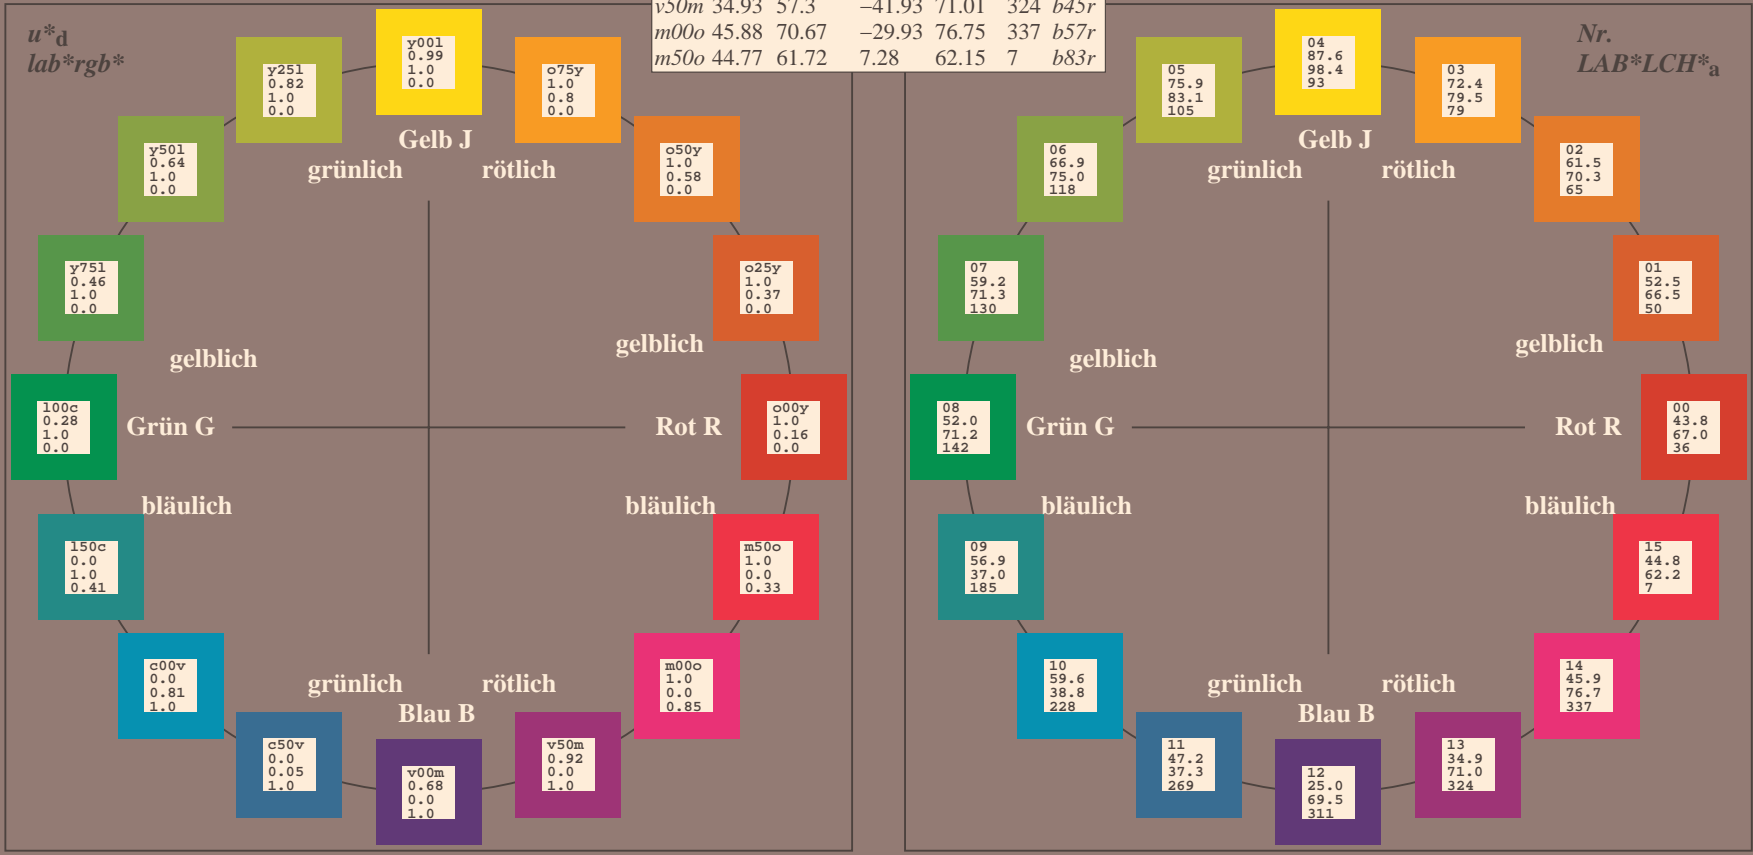 v50m 34.93 57.3 −41.93 71.01 324 b45r
m00o 45.88 70.67 −29.93 76.75 337 b57r
m50o 44.77 61.72 7.28 62.15 7 b83r
u*d
lab*rgb*
y00l
0.99
1.0
0.0
y25l
0.82
1.0
0.0
o75y
1.0
0.8
0.0
y50l
0.64
1.0
0.0
o50y
1.0
0.58
0.0
Gelb J
grünlich rötlich
y75l
0.46
1.0
0.0
o25y
1.0
0.37
0.0
gelblich
gelblich
l00c
0.28
1.0
0.0
Grün G
Rot R
o00y
1.0
0.16
0.0
bläulich
bläulich
l50c
0.0
1.0
0.41
m50o
1.0
0.0
0.33
c00v
0.0
0.81
1.0
m00o
1.0
0.0
0.85
grünlich rötlich
Blau B
c50v
0.0
0.05
1.0
v00m
0.68
0.0
1.0
v50m
0.92
0.0
1.0
Nr.
LAB*LCH*a
04
87.6
98.4
93
05
75.9
83.1
105
03
72.4
79.5
79
06
66.9
75.0
118
02
61.5
70.3
65
Gelb J
grünlich rötlich
07
59.2
71.3
130
01
52.5
66.5
50
gelblich
gelblich
08
52.0
71.2
142
Grün G
Rot R
00
43.8
67.0
36
bläulich
bläulich
09
56.9
37.0
185
15
44.8
62.2
7
10
59.6
38.8
228
14
45.9
76.7
337
grünlich rötlich
Blau B
11
47.2
37.3
269
12
25.0
69.5
311
13
34.9
71.0
324